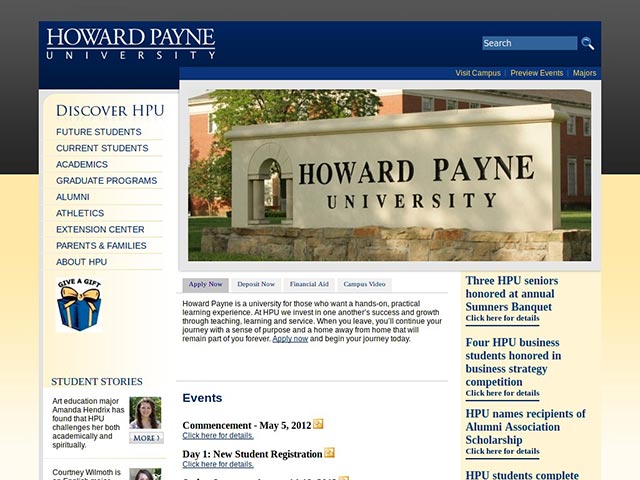 HOWARD PAYNE
UNIVERSITY
Search
Visit Campus | Preview Events | Majors
DISCOVER HPU
FUTURE STUDENTS
CURRENT STUDENTS
ACADEMICS
GRADUATE PROGRAMS
ALUMNI
ATHLETICS
EXTENSION CENTER
PARENTS & FAMILIES
ABOUT HPU
GIVE A GIFT
HOWARD PAYNE
UNIVERSITY
Apply Now
Deposit Now
Financial Aid
Campus Video
Howard Payne is a university for those who want a hands-on, practical
learning experience. At HPU we invest in one another's success and growth
through teaching, learning and service. When you leave, you'll continue your
journey with a sense of purpose and a home away from home that will
remain part of you forever. Apply now and begin your journey today.
STUDENT STORIES
Art education major
Amanda Hendrix has
found that HPU
challenges her both
academically and
spiritually.
MORE
Courtney Wilmoth is
Events
Commencement - May 5, 2012
Click here for details.
Day 1: New Student Registration
Click here for details.
Three HPU seniors
honored at annual
Sumners Banquet
Click here for details
Four HPU business
students honored in
business strategy
competition
Click here for details
HPU names recipients of
Alumni Association
Scholarship
Click here for details
HPU students complete